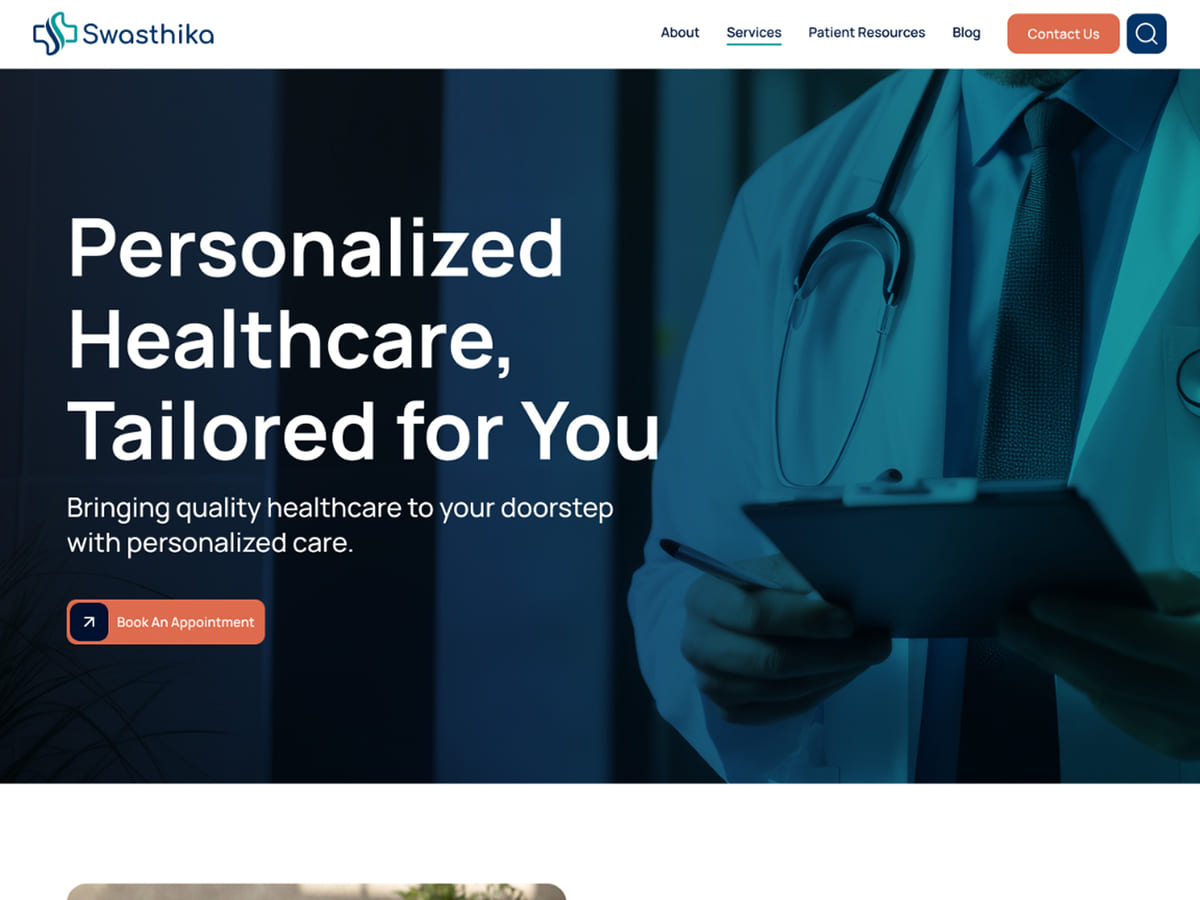 Swasthika
About
Services
Patient Resources
Blog
Contact Us
Personalized
Healthcare,
Tailored for You
Bringing quality healthcare to your doorstep
with personalized care.
Book An Appointment